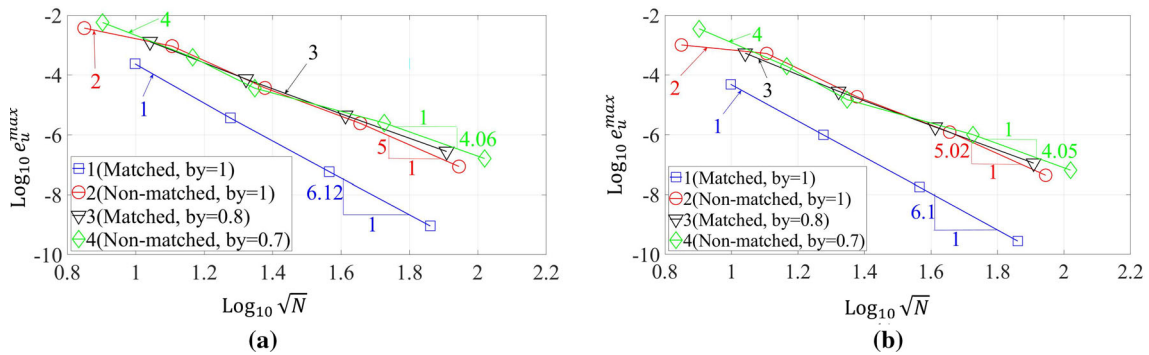 -2
-4
-6
-8
-10
Log₁₀ eᵤᵐᵃˣ
4
2
1
3
1
4.06
5
1
6.12
1
1(Matched, by=1)
2(Non-matched, by=1)
3(Matched, by=0.8)
4(Non-matched, by=0.7)
0.8 1 1.2 1.4 1.6 1.8 2 2.2
Log₁₀ √N
(a)
-2
-4
-6
-8
-10
Log₁₀ eᵤᵐᵃˣ
4
2
3
1
1
4.05
5.02
1
6.1
1
1(Matched, by=1)
2(Non-matched, by=1)
3(Matched, by=0.8)
4(Non-matched, by=0.7)
0.8 1 1.2 1.4 1.6 1.8 2 2.2
Log₁₀ √N
(b)